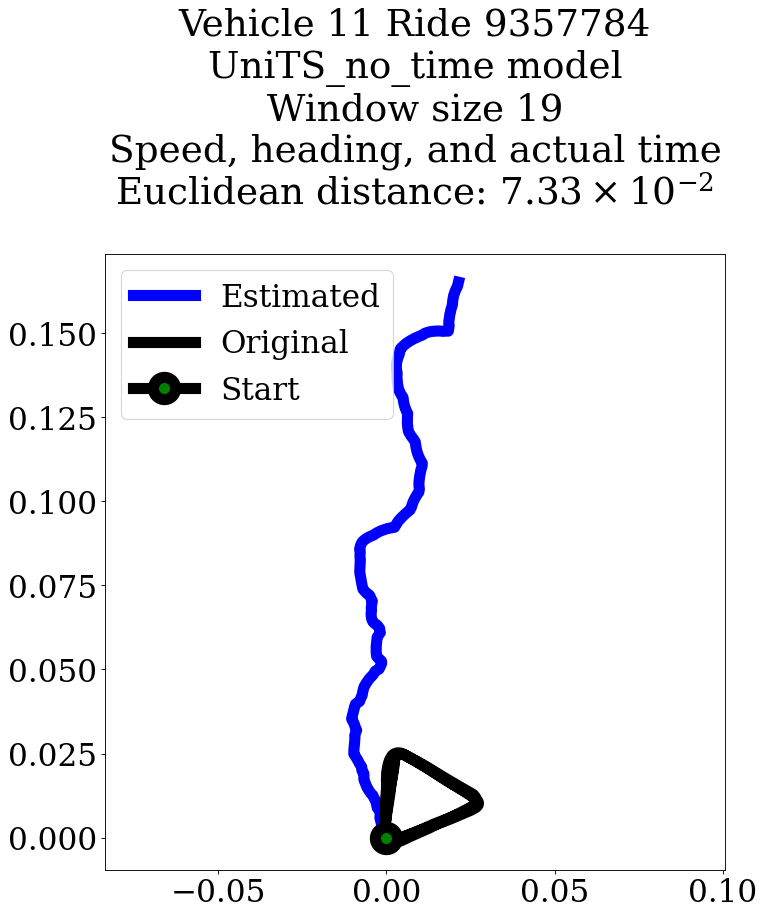 Vehicle 11 Ride 9357784
UniTS_no_time model
Window size 19
Speed, heading, and actual time
Euclidean distance: 7.33 × 10⁻²
Estimated
Original
Start
0.150
0.125
0.100
0.075
0.050
0.025
0.000
−0.05
0.00
0.05
0.10